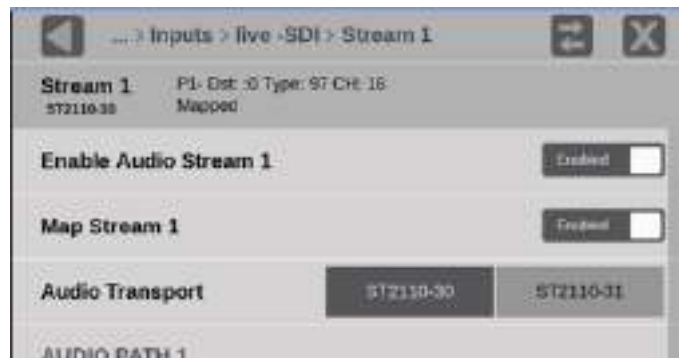 ... > Inputs > live -SDI > Stream 1
Stream 1
P1- Dst: :0 Type: 97 CH: 16
ST2110-30
Mapped
Enable Audio Stream 1
Enabled
Map Stream 1
Enabled
Audio Transport
ST2110-30
ST2110-31
AUDIO PATH 1